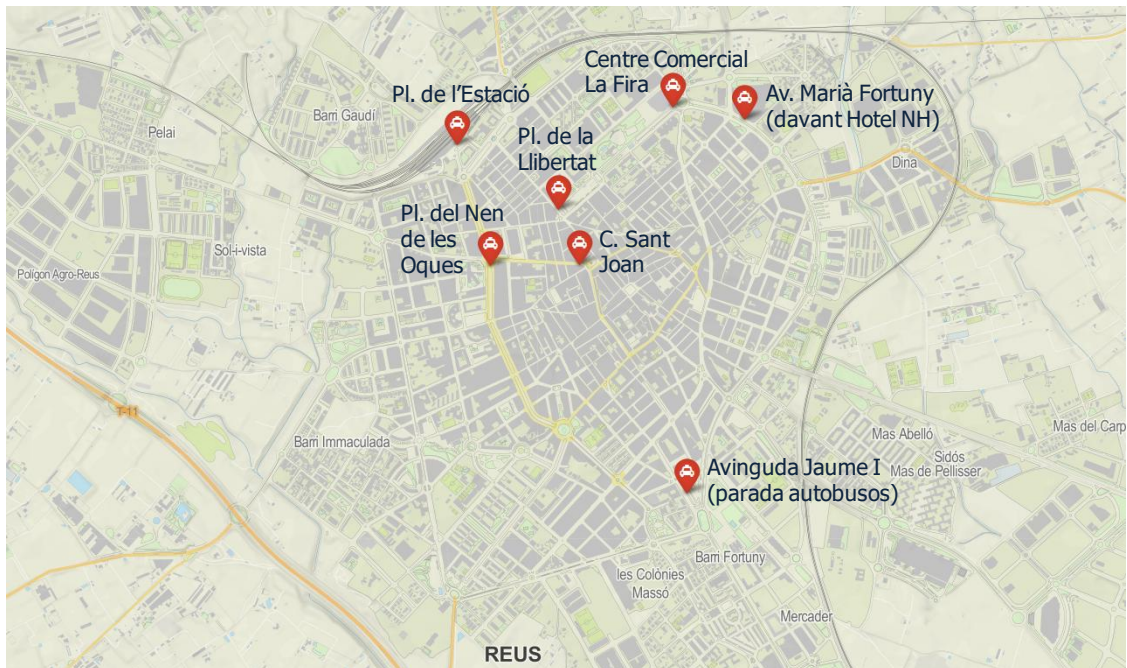 Centre Comercial
La Fira
Pl. de l’Estació
Av. Marià Fortuny
(davant Hotel NH)
Barri Gaudí
Pelai
Pl. de la
Llibertat
Dina
Pl. del Nen
de les
Oques
C. Sant
Joan
Sol-i-vista
Polígon Agro-Reus
T-11
Barri Immaculada
Mas Abelló
Mas del Carp
Sidós
Mas de Pellisser
Avinguda Jaume I
(parada autobusos)
Barri Fortuny
les Colònies
Massó
Mercader
REUS